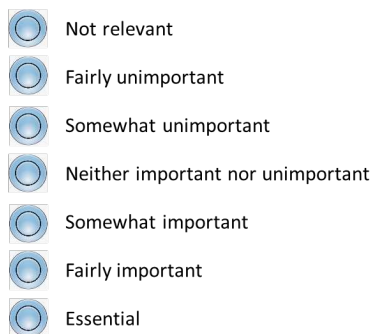 Not relevant
Fairly unimportant
Somewhat unimportant
Neither important nor unimportant
Somewhat important
Fairly important
Essential